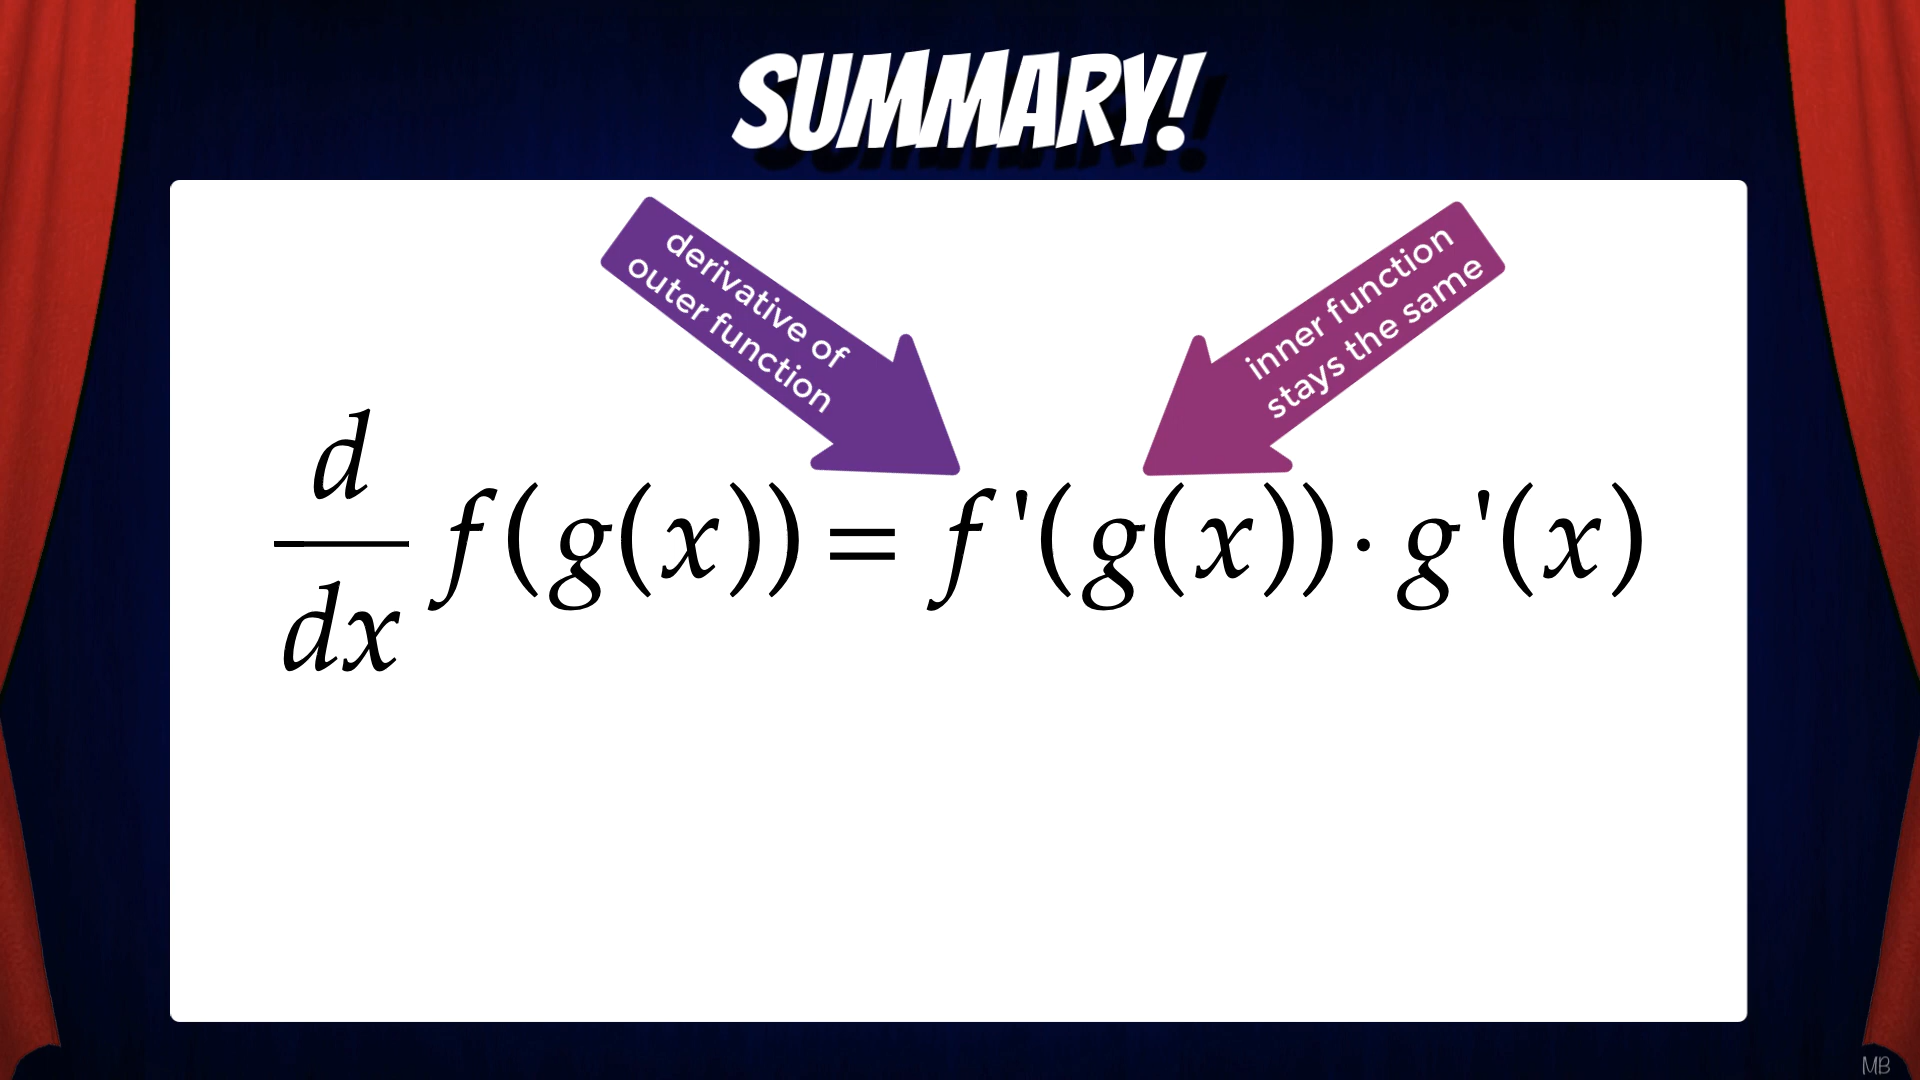 SUMMARY!
derivative of
outer function
inner function
stays the same
d/dx f(g(x)) = f'(g(x)) · g'(x)
MB